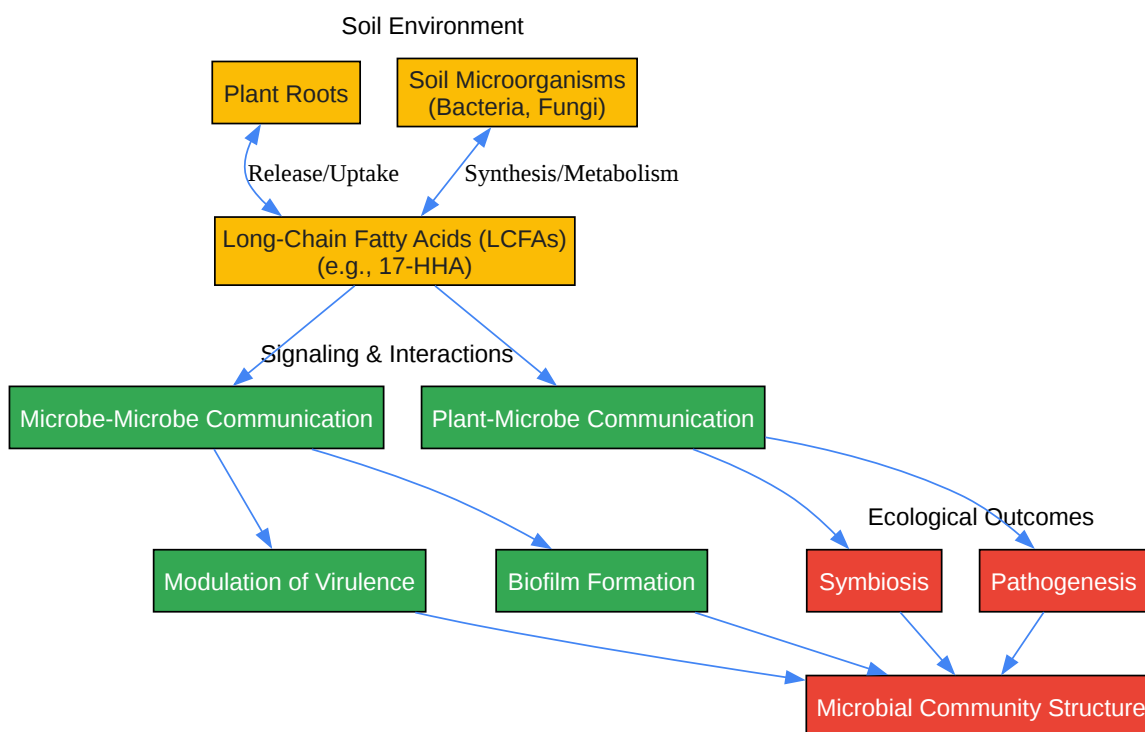 Soil Environment
Plant Roots
Soil Microorganisms
(Bacteria, Fungi)
Release/Uptake
Synthesis/Metabolism
Long-Chain Fatty Acids (LCFAs)
(e.g., 17-HHA)
Signaling & Interactions
Microbe-Microbe Communication
Plant-Microbe Communication
Ecological Outcomes
Modulation of Virulence
Biofilm Formation
Symbiosis
Pathogenesis
Microbial Community Structure